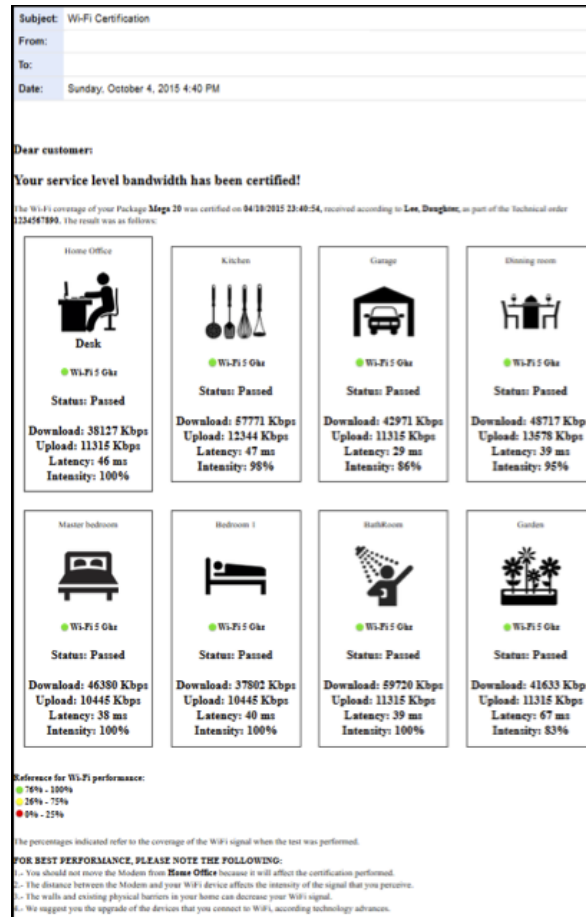 Subject: Wi-Fi Certification
From:
To:
Date: Sunday, October 4, 2015 4:40 PM
Dear customer:
Your service level bandwidth has been certified!
The Wi-Fi coverage of your Package Mega 20 was certified on 04/10/2015 23:40:54, received according to Lee, Daughter, as part of the Technical order
1234567890. The result was as follows:
Home Office
Desk
Wi-Fi 5 Ghz
Status: Passed
Download: 38127 Kbps
Upload: 11315 Kbps
Latency: 46 ms
Intensity: 100%
Kitchen
Wi-Fi 5 Ghz
Status: Passed
Download: 57771 Kbps
Upload: 12344 Kbps
Latency: 47 ms
Intensity: 98%
Garage
Wi-Fi 5 Ghz
Status: Passed
Download: 42971 Kbps
Upload: 11315 Kbps
Latency: 29 ms
Intensity: 86%
Dinning room
Wi-Fi 5 Ghz
Status: Passed
Download: 48717 Kbp
Upload: 13578 Kbps
Latency: 39 ms
Intensity: 95%
Master bedroom
Wi-Fi 5 Ghz
Status: Passed
Download: 46380 Kbps
Upload: 10445 Kbps
Latency: 38 ms
Intensity: 100%
Bedroom 1
Wi-Fi 5 Ghz
Status: Passed
Download: 37802 Kbps
Upload: 10445 Kbps
Latency: 40 ms
Intensity: 100%
BathRoom
Wi-Fi 5 Ghz
Status: Passed
Download: 59720 Kbps
Upload: 11315 Kbps
Latency: 39 ms
Intensity: 100%
Garden
Wi-Fi 5 Ghz
Status: Passed
Download: 41633 Kbp
Upload: 11315 Kbps
Latency: 67 ms
Intensity: 83%
Reference for Wi-Fi performance:
76% - 100%
26% - 75%
0% - 25%
The percentages indicated refer to the coverage of the WiFi signal when the test was performed.
FOR BEST PERFORMANCE, PLEASE NOTE THE FOLLOWING:
1.- You should not move the Modem from Home Office because it will affect the certification performed.
2.- The distance between the Modem and your WiFi device affects the intensity of the signal that you perceive.
3.- The walls and existing physical barriers in your home can decrease your WiFi signal.
4.- We suggest you the upgrade of the devices that you connect to WiFi, according technology advances.